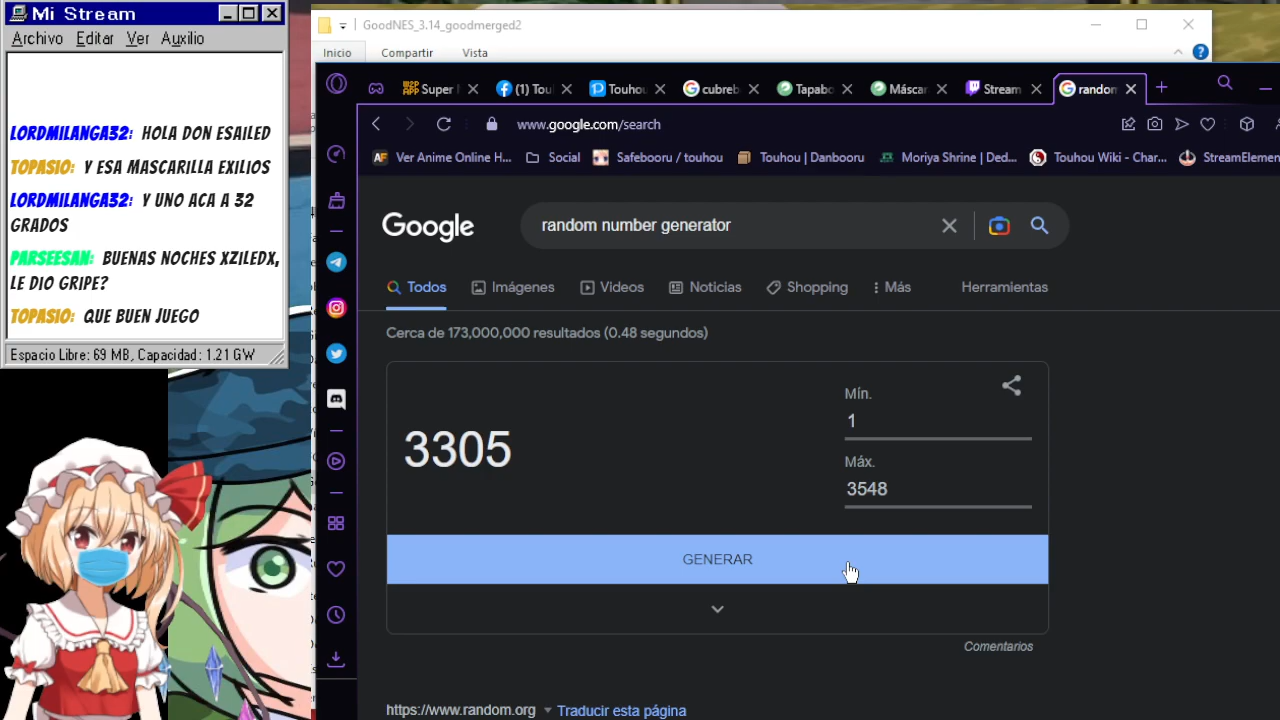 Mi Stream
Archivo Editar Ver Auxilio
LORDMILANGA32: HOLA DON ESAILED
TOPASIO: Y ESA MASCARILLA EXILIOS
LORDMILANGA32: Y UNO ACA A 32
GRADOS
PARSEESAN: BUENAS NOCHES XZILEDX,
LE DIO GRIPE?
TOPASIO: QUE BUEN JUEGO
Espacio Libre: 69 MB, Capacidad: 1.21 GW
GoodNES_3.14_goodmerged2
Inicio Compartir Vista
Super (1) Tou Touhou cubreb Tapabo Máscar Stream random
www.google.com/search
Ver Anime Online H... Social Safebooru / touhou Touhou | Danbooru Moriya Shrine | Ded... Touhou Wiki - Char... StreamElemen
Google random number generator
Todos Imágenes Videos Noticias Shopping Más Herramientas
Cerca de 173,000,000 resultados (0.48 segundos)
Mín.
1
3305
Máx.
3548
GENERAR
Comentarios
https://www.random.org Traducir esta página